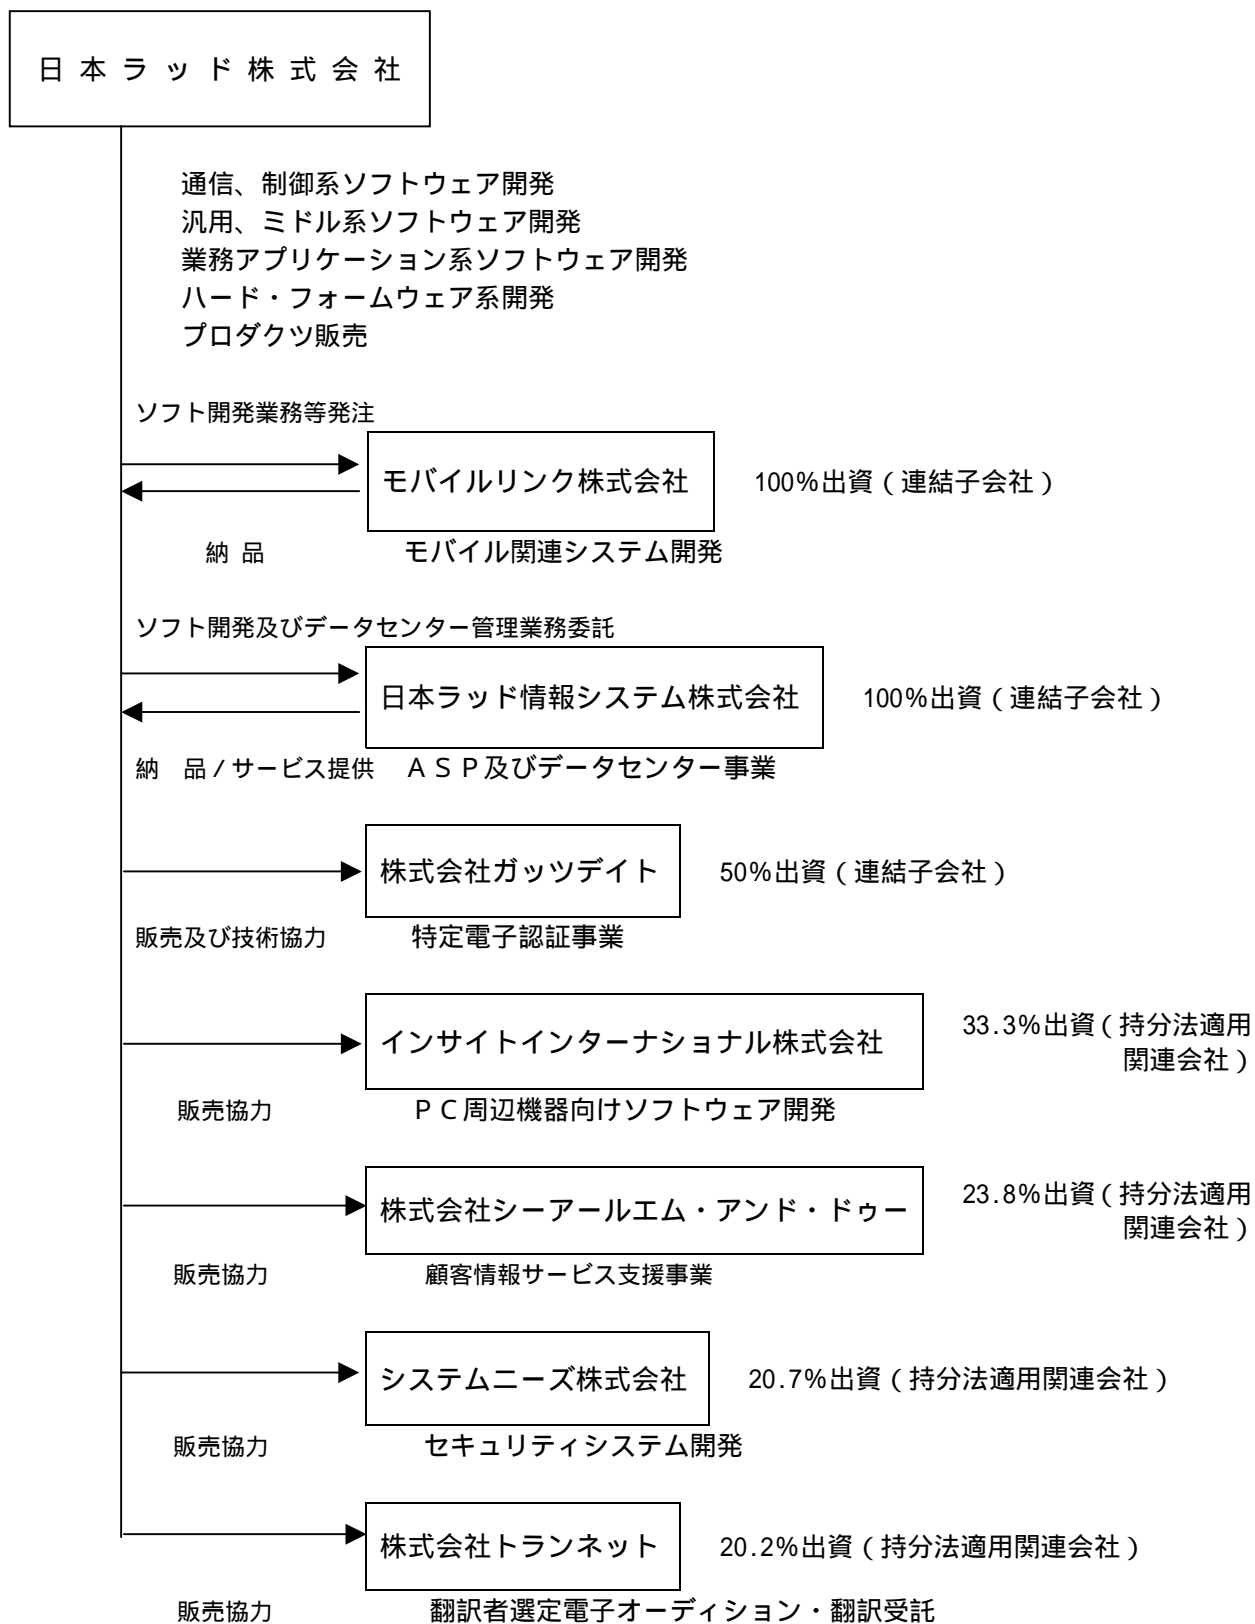 日本ラッド株式会社
通信、制御系ソフトウェア開発
汎用、ミドル系ソフトウェア開発
業務アプリケーション系ソフトウェア開発
ハード・フォームウェア系開発
プロダクツ販売
ソフト開発業務等発注
モバイルリンク株式会社 100%出資（連結子会社）
納 品 モバイル関連システム開発
ソフト開発及びデータセンター管理業務委託
日本ラッド情報システム株式会社 100%出資（連結子会社）
納　品／サービス提供 ＡＳＰ及びデータセンター事業
株式会社ガッツデイト 50%出資（連結子会社）
販売及び技術協力 特定電子認証事業
インサイトインターナショナル株式会社 33.3%出資（持分法適用
関連会社）
販売協力 ＰＣ周辺機器向けソフトウェア開発
株式会社シーアールエム・アンド・ドゥー 23.8%出資（持分法適用
関連会社）
販売協力 顧客情報サービス支援事業
システムニーズ株式会社 20.7%出資（持分法適用関連会社）
販売協力 セキュリティシステム開発
株式会社トランネット 20.2%出資（持分法適用関連会社）
販売協力 翻訳者選定電子オーディション・翻訳受託